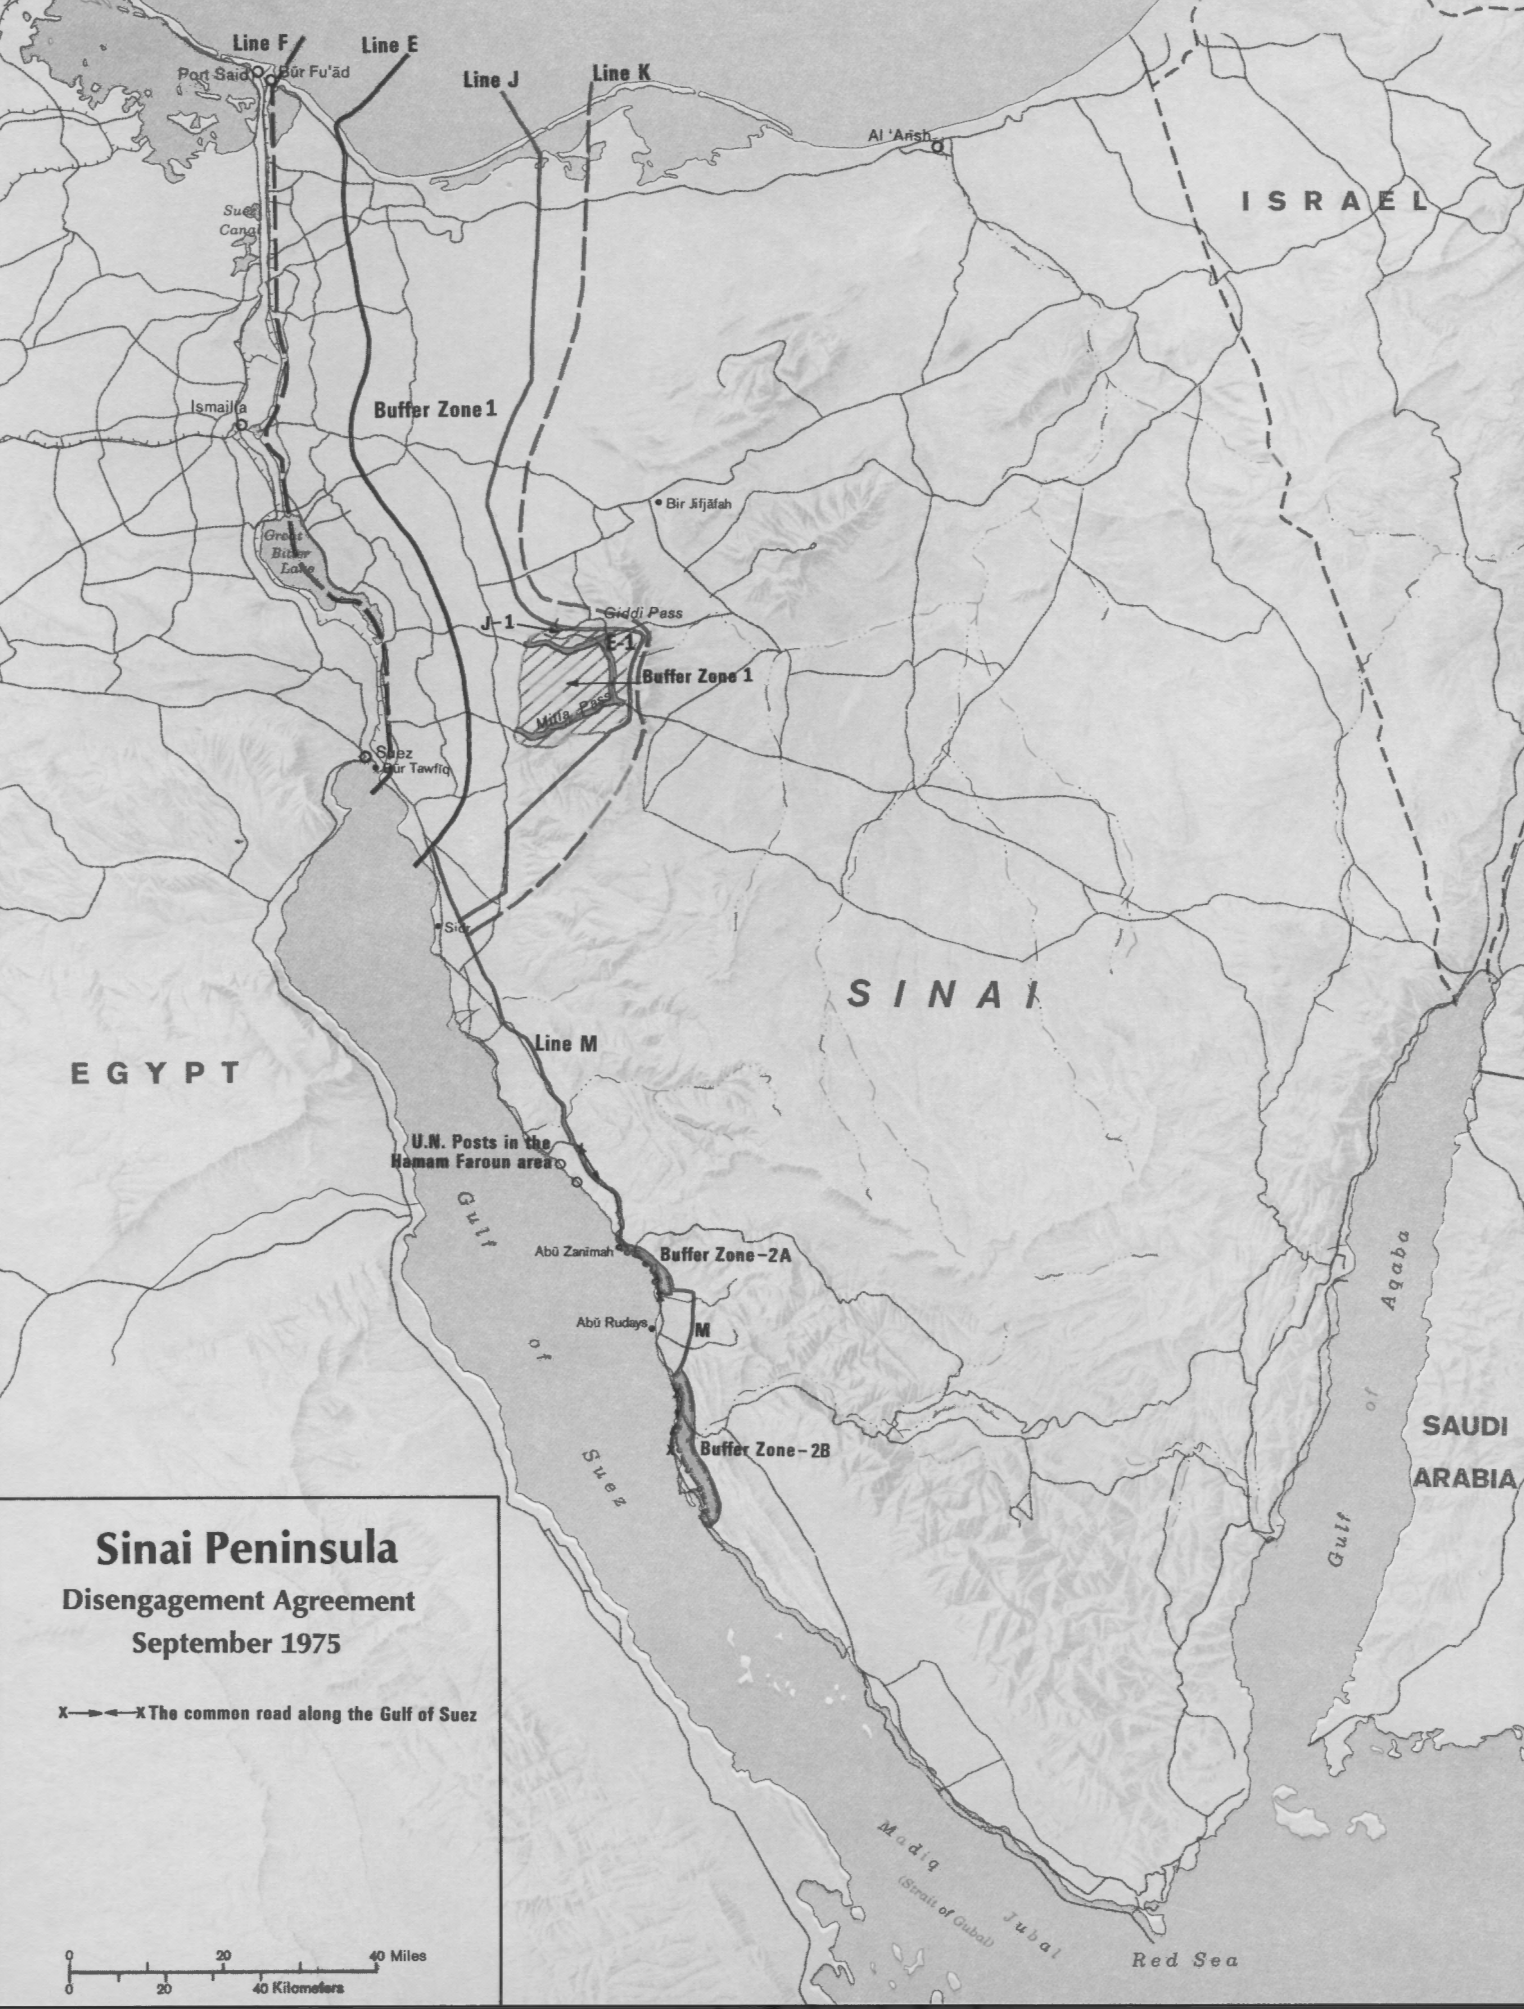 Line F
Line E
Line J
Line K
Port Said
Būr Fu'ād
Al 'Arīsh
ISRAEL
Suez
Canal
Ismailia
Buffer Zone 1
Bir Jifjāfah
Great
Bitter
Lake
Giddi Pass
J-1
E-1
Buffer Zone 1
Mitla Pass
Suez
Būr Tawfīq
Sidr
SINAI
EGYPT
Line M
U.N. Posts in the
Hamam Faroun area
Gulf
of
Suez
Abū Zanīmah
Buffer Zone-2A
Abū Rudays
M
Buffer Zone-2B
X
Gulf
of
Aqaba
SAUDI
ARABIA
Sinai Peninsula
Disengagement Agreement
September 1975
X X The common road along the Gulf of Suez
0 20 40 Miles
0 20 40 Kilometers
Madiq
Jubal
(Strait of Gubal)
Red Sea